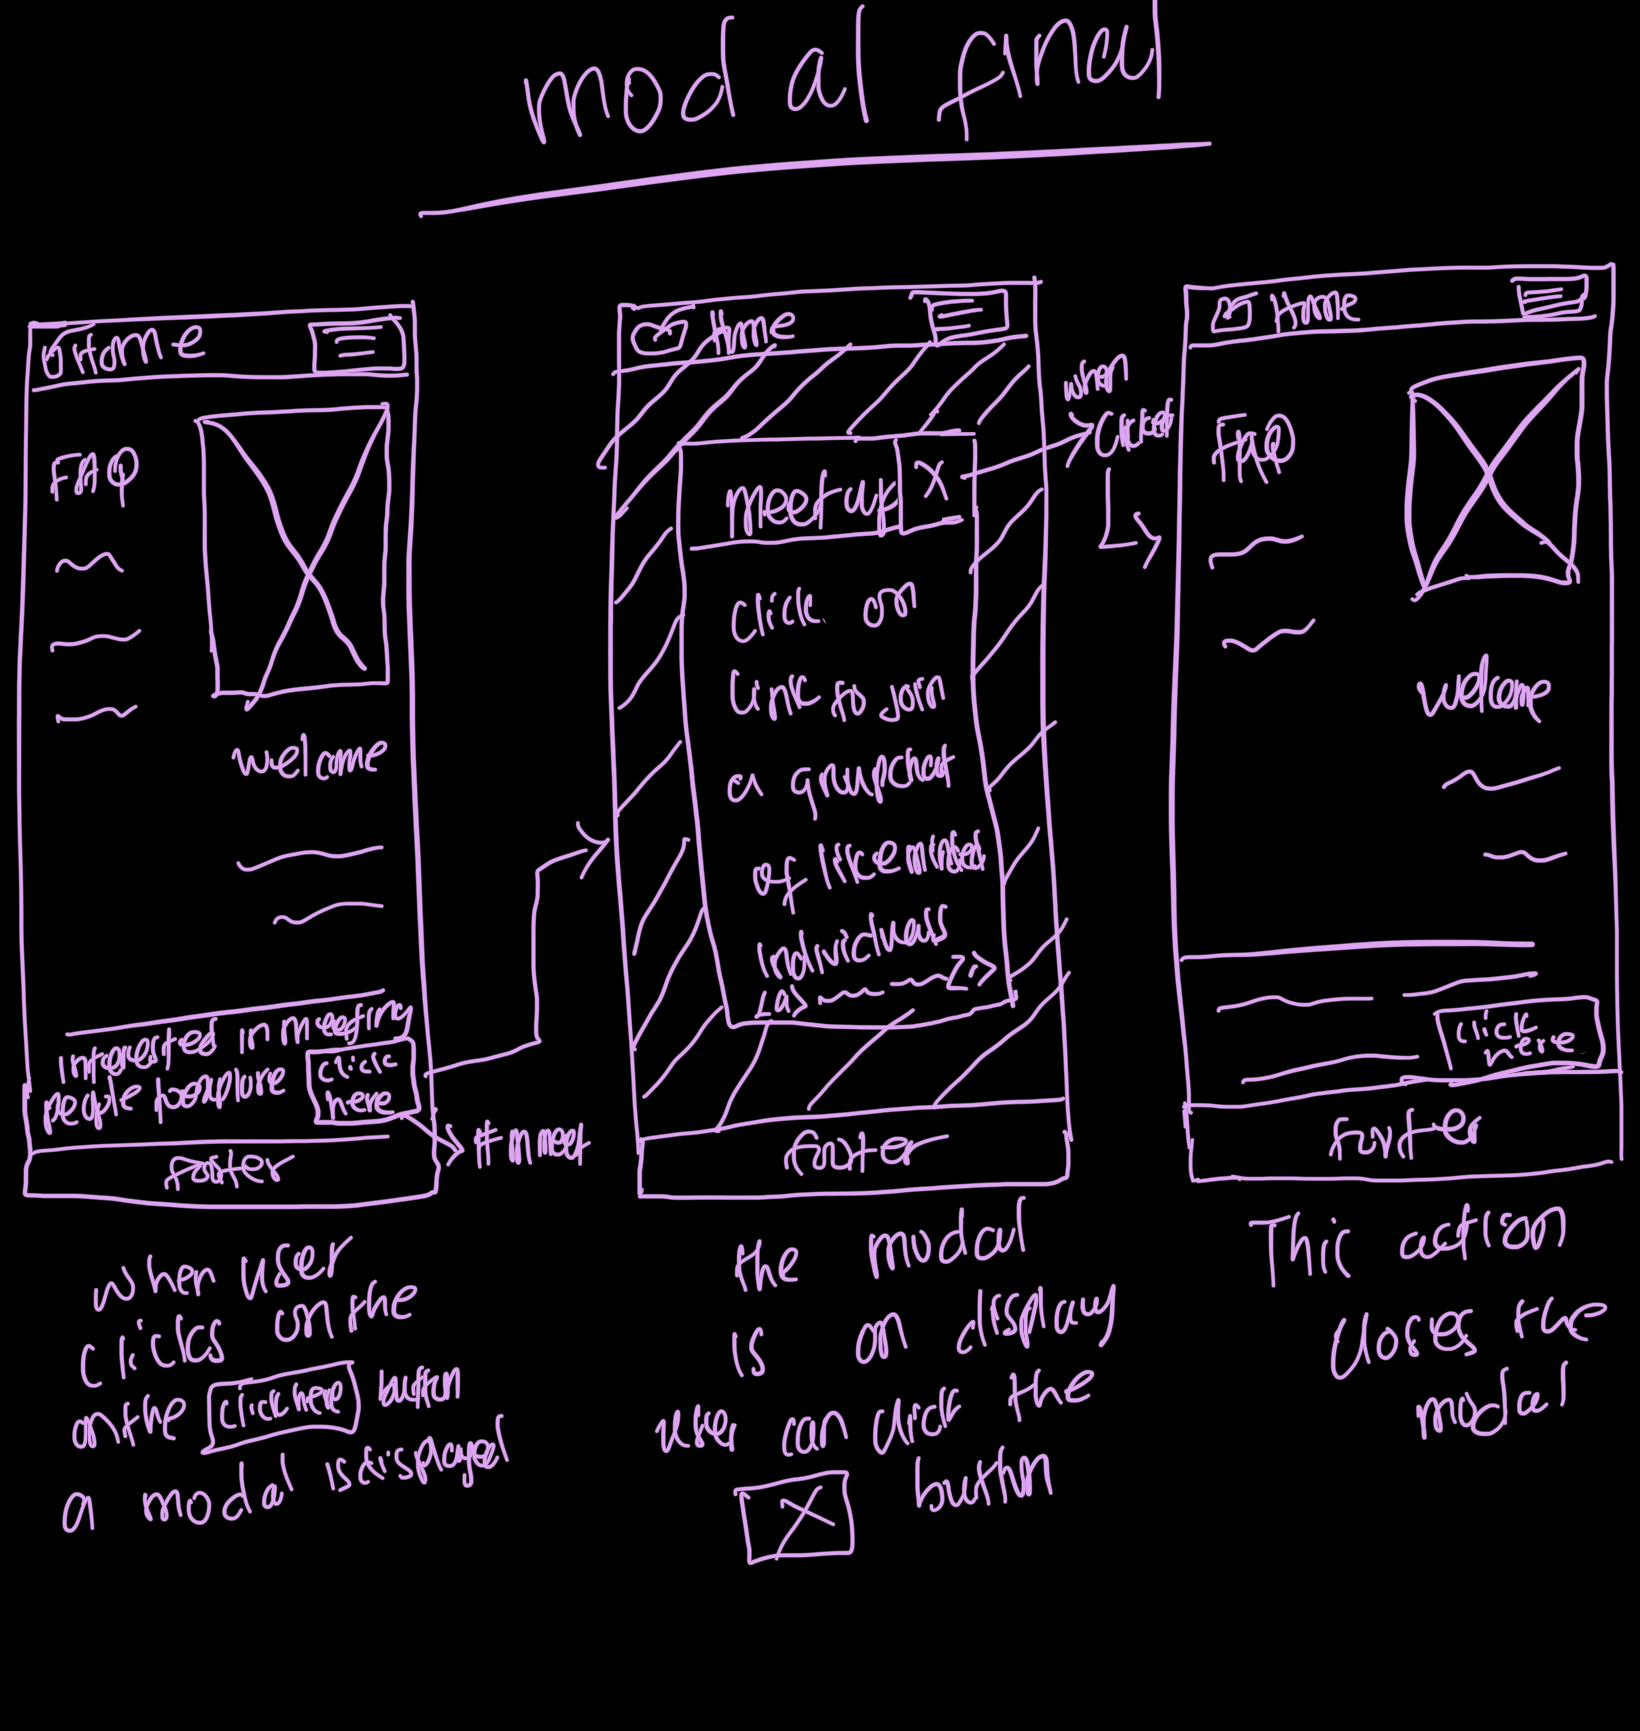 modal final
Home
FAQ
welcome
interested in meeting
people to explore
click
here
footer
# m meet
when user
clicks on the
on the click here button
a modal is displayed
Home
meetup X
click on
link to join
a groupchat
of likeminded
individuals
<a> </a>
footer
when
clicked
the modal
is on display
user can click the
X button
Home
FAQ
welcome
click
here
footer
This action
closes the
modal